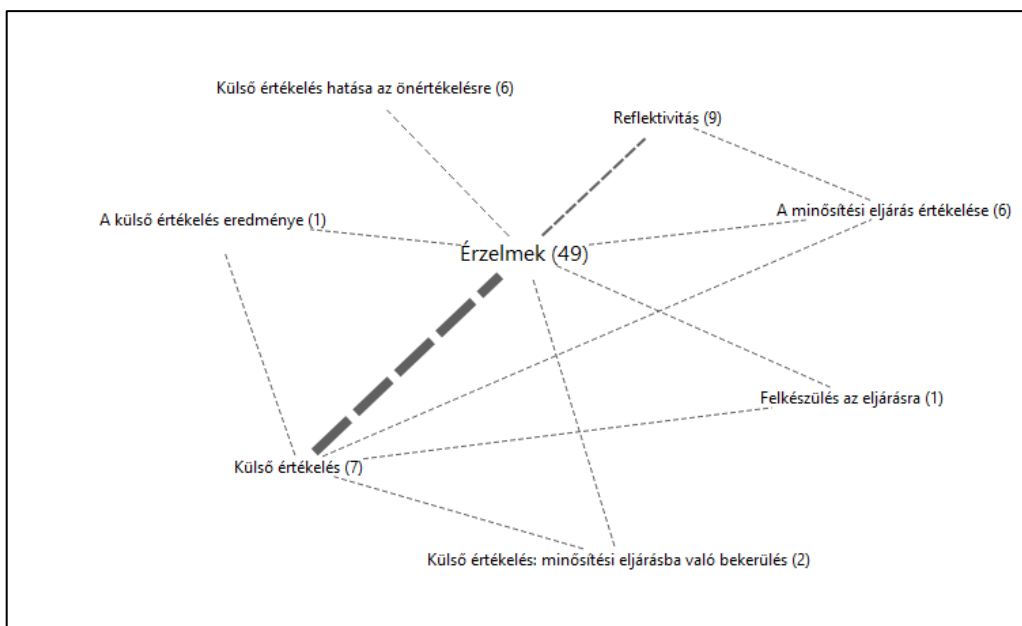 Külső értékelés hatása az önértékelésre (6)
Reflektivitás (9)
A külső értékelés eredménye (1)
A minősítési eljárás értékelése (6)
Érzelmek (49)
Felkészülés az eljárásra (1)
Külső értékelés (7)
Külső értékelés: minősítési eljárásba való bekerülés (2)